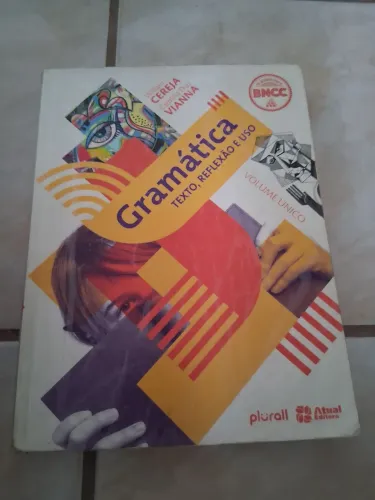 CEREJA
VIANNA
BNCC
Gramática
TEXTO, REFLEXÃO E USO
VOLUME ÚNICO
plurall
Atual
Editora